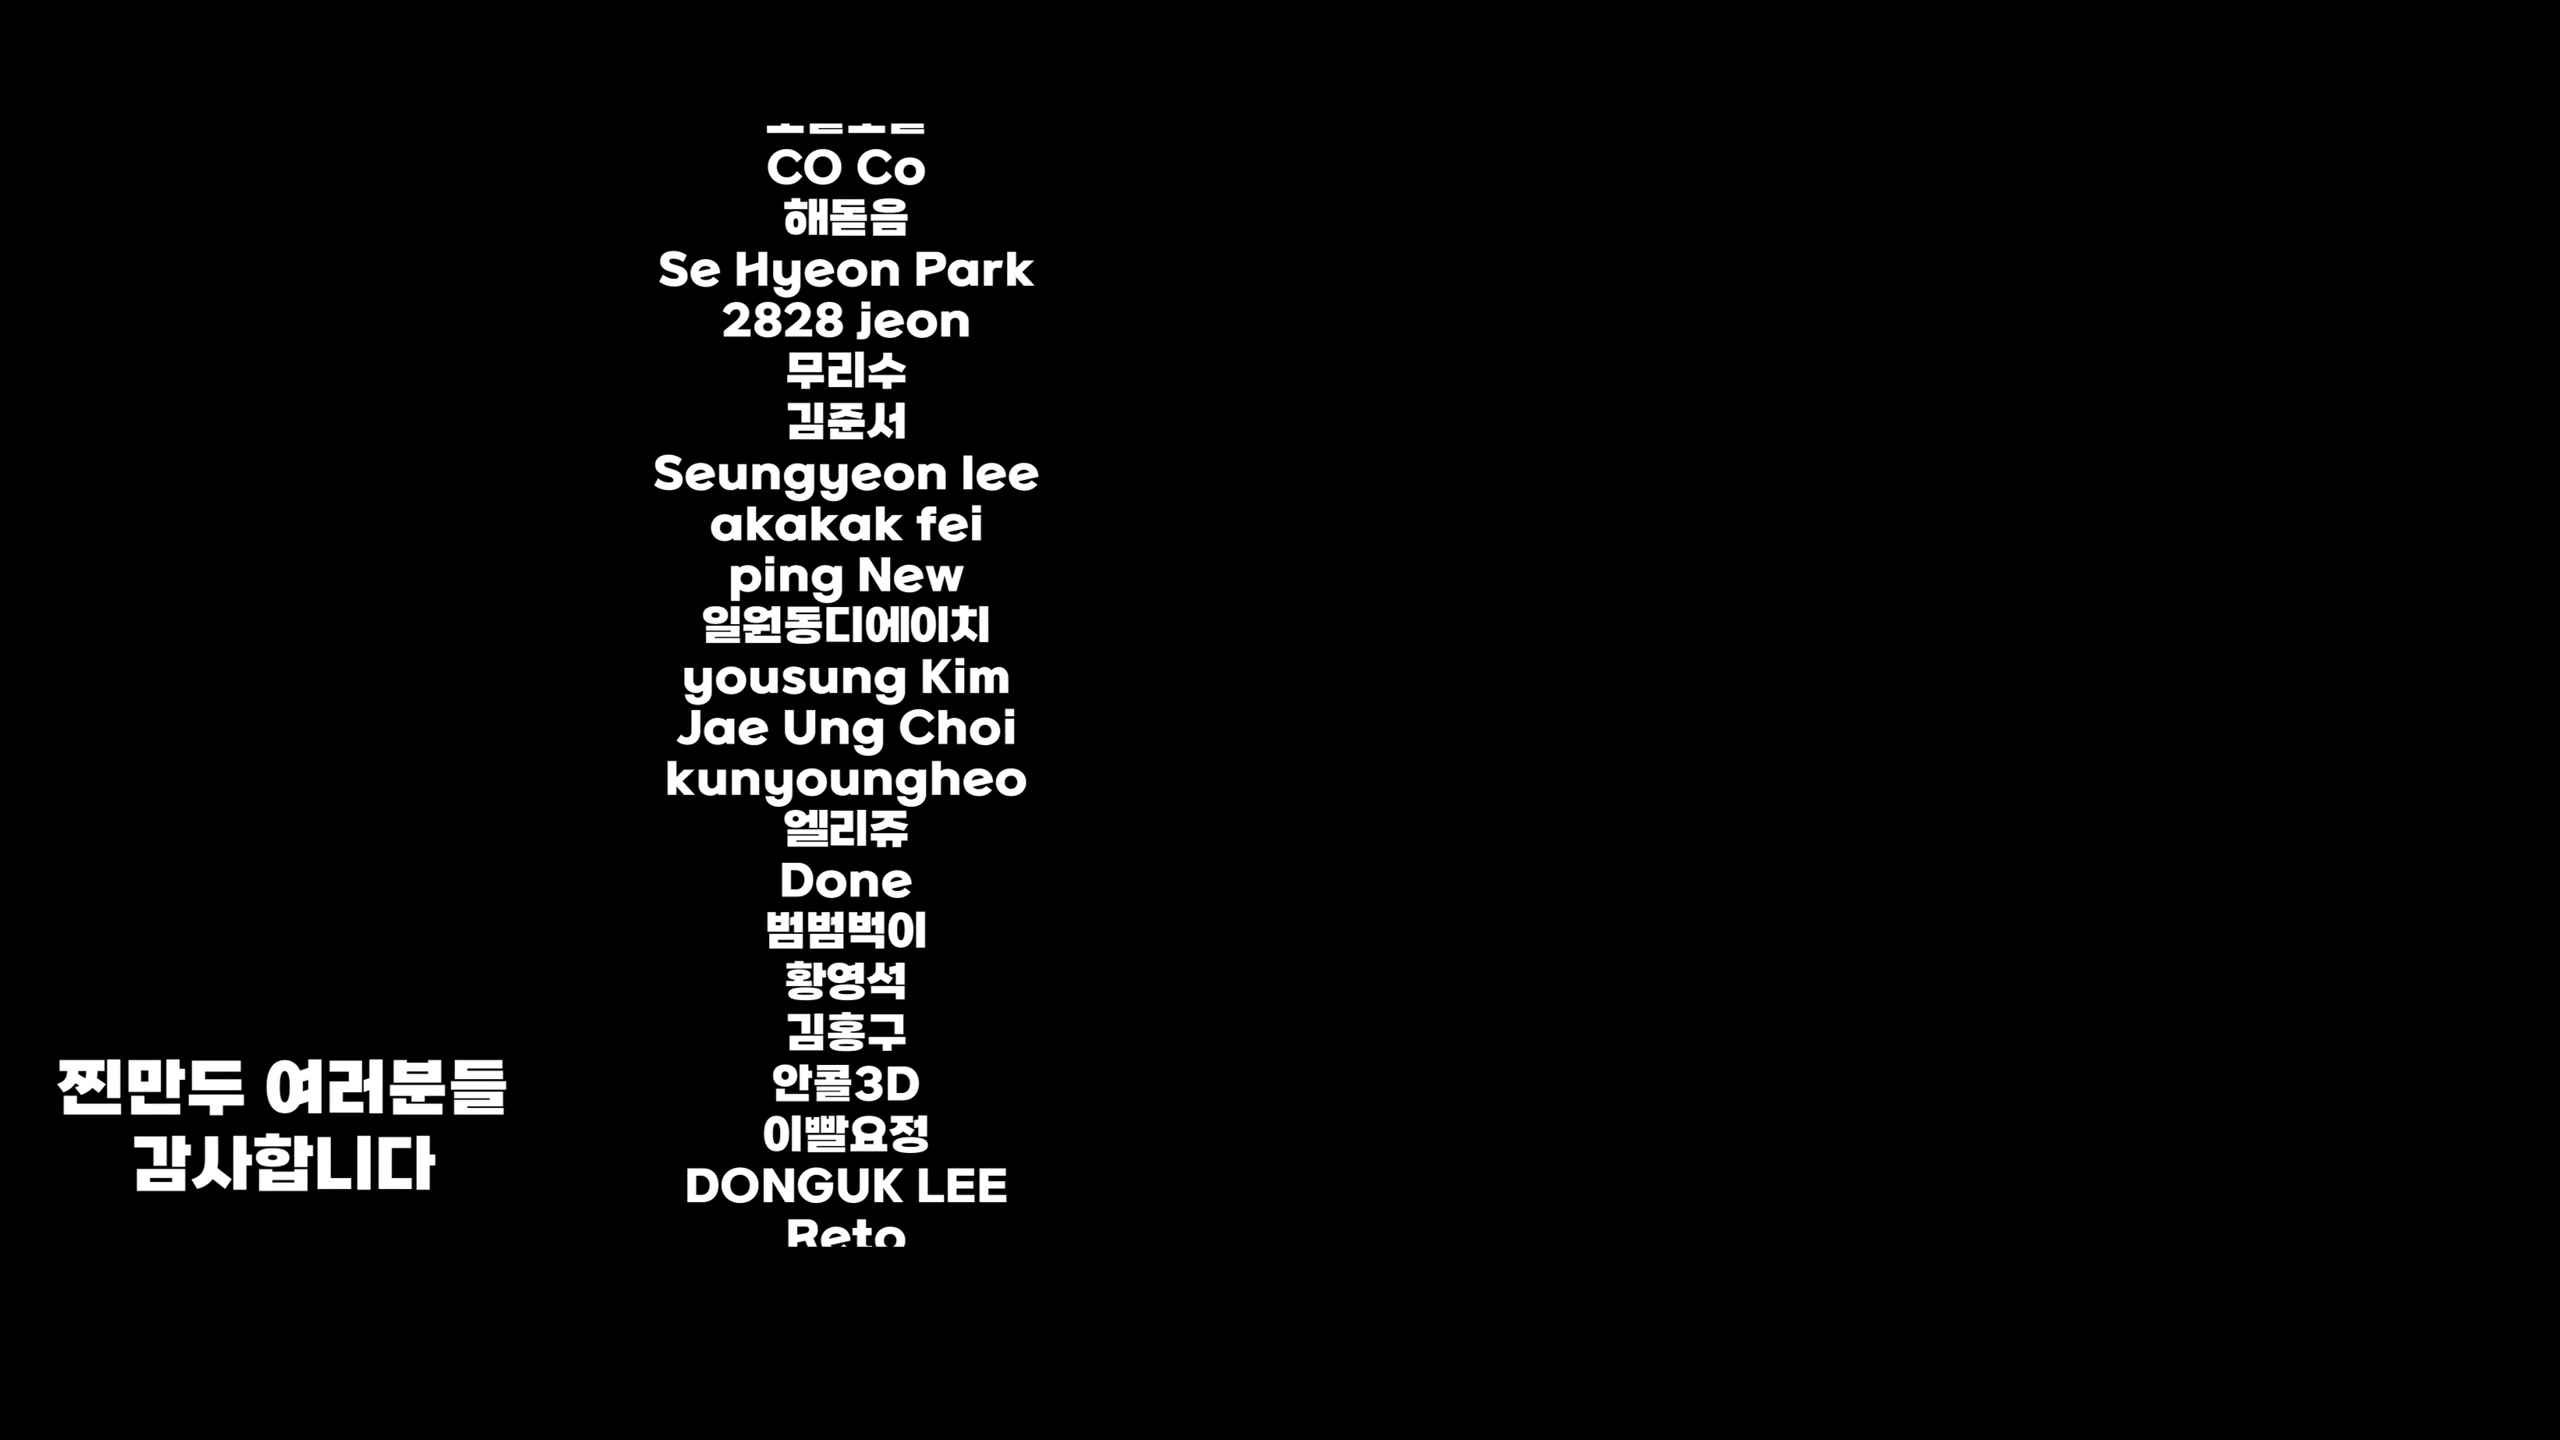 CO Co
해돋음
Se Hyeon Park
2828 jeon
무리수
김준서
Seungyeon lee
akakak fei
ping New
일원동디에이치
yousung Kim
Jae Ung Choi
kunyoungheo
엘리쥬
Done
범범벅이
황영석
김홍구
안콜3D
이빨요정
DONGUK LEE
찐만두 여러분들
감사합니다